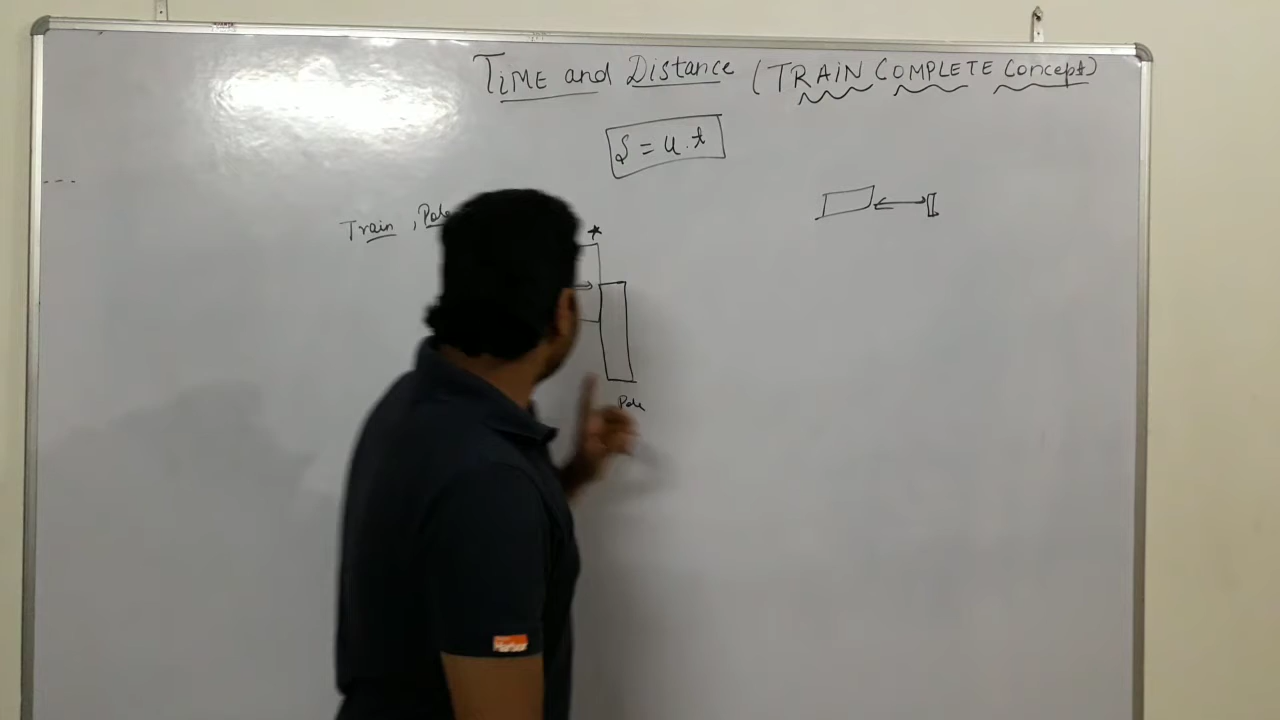 TIME and Distance (TRAIN COMPLETE Concept)
S = u.t
Train , Pole
Pole